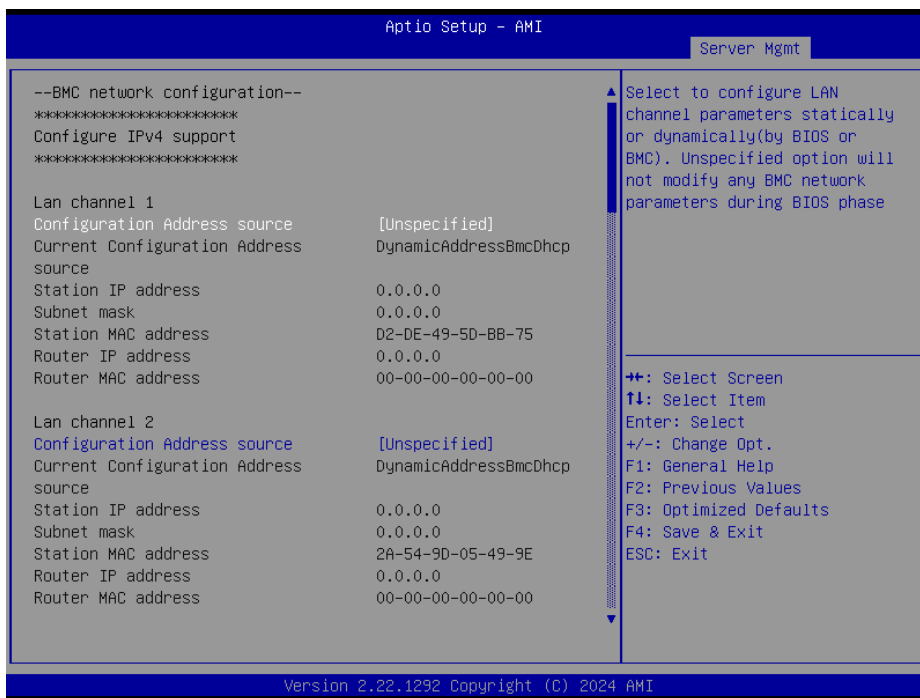 Aptio Setup - AMI
Server Mgmt
--BMC network configuration--
**********************
Configure IPv4 support
**********************
Lan channel 1
Configuration Address source [Unspecified]
Current Configuration Address DynamicAddressBmcDhcp
source
Station IP address 0.0.0.0
Subnet mask 0.0.0.0
Station MAC address D2-DE-49-5D-BB-75
Router IP address 0.0.0.0
Router MAC address 00-00-00-00-00-00
Lan channel 2
Configuration Address source [Unspecified]
Current Configuration Address DynamicAddressBmcDhcp
source
Station IP address 0.0.0.0
Subnet mask 0.0.0.0
Station MAC address 2A-54-9D-05-49-9E
Router IP address 0.0.0.0
Router MAC address 00-00-00-00-00-00
Select to configure LAN
channel parameters statically
or dynamically(by BIOS or
BMC). Unspecified option will
not modify any BMC network
parameters during BIOS phase
→←: Select Screen
↑↓: Select Item
Enter: Select
+/-: Change Opt.
F1: General Help
F2: Previous Values
F3: Optimized Defaults
F4: Save & Exit
ESC: Exit
Version 2.22.1292 Copyright (C) 2024 AMI